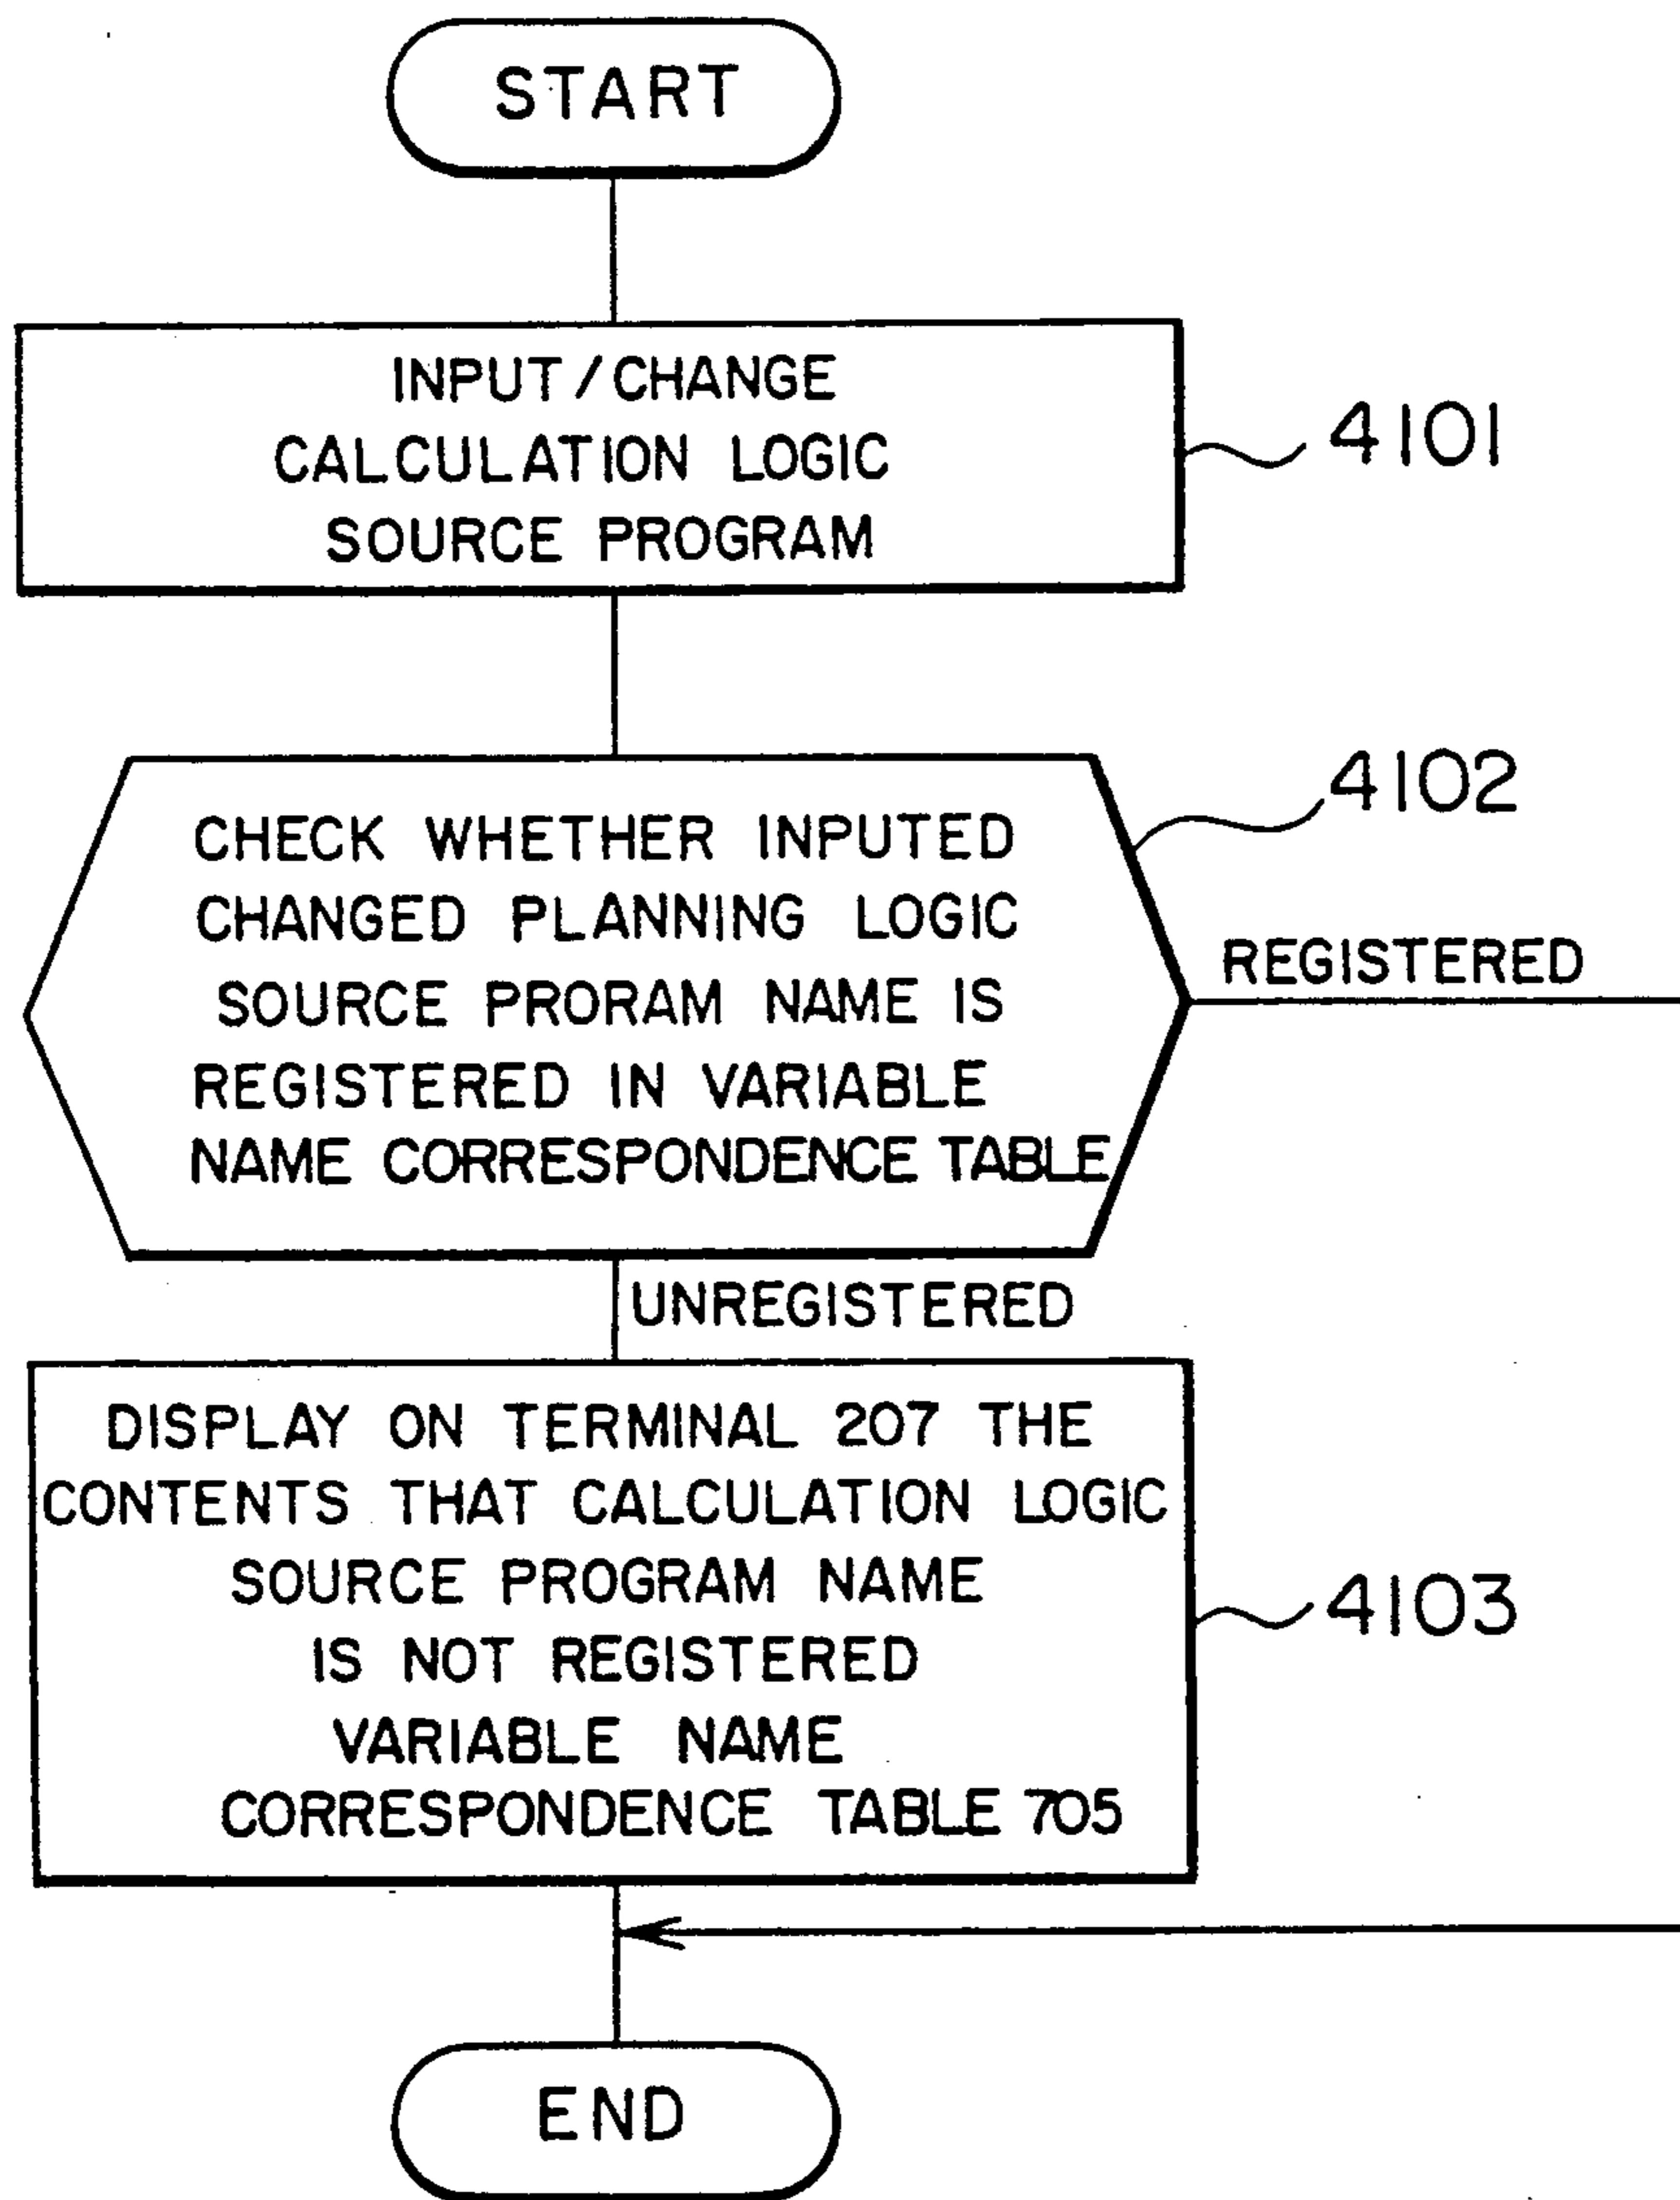 START
INPUT/CHANGE
CALCULATION LOGIC
SOURCE PROGRAM
4101
4102
CHECK WHETHER INPUTED
CHANGED PLANNING LOGIC
SOURCE PRORAM NAME IS
REGISTERED IN VARIABLE
NAME CORRESPONDENCE TABLE
REGISTERED
UNREGISTERED
DISPLAY ON TERMINAL 207 THE
CONTENTS THAT CALCULATION LOGIC
SOURCE PROGRAM NAME
IS NOT REGISTERED
VARIABLE NAME
CORRESPONDENCE TABLE 705
4103
END